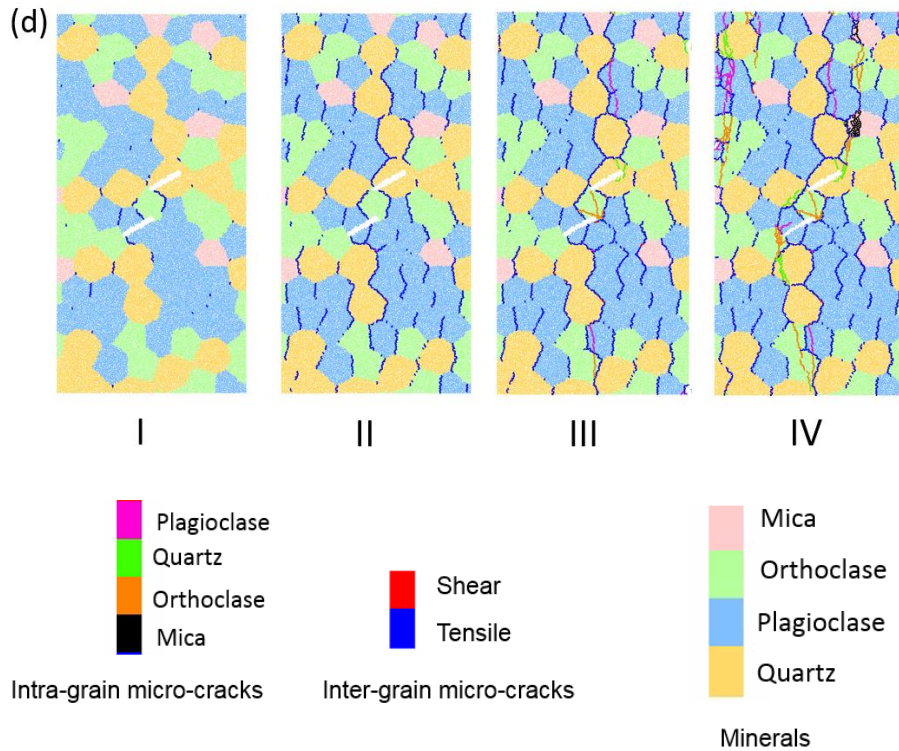 (d)
I
II
III
IV
Plagioclase
Quartz
Orthoclase
Mica
Intra-grain micro-cracks
Shear
Tensile
Inter-grain micro-cracks
Mica
Orthoclase
Plagioclase
Quartz
Minerals